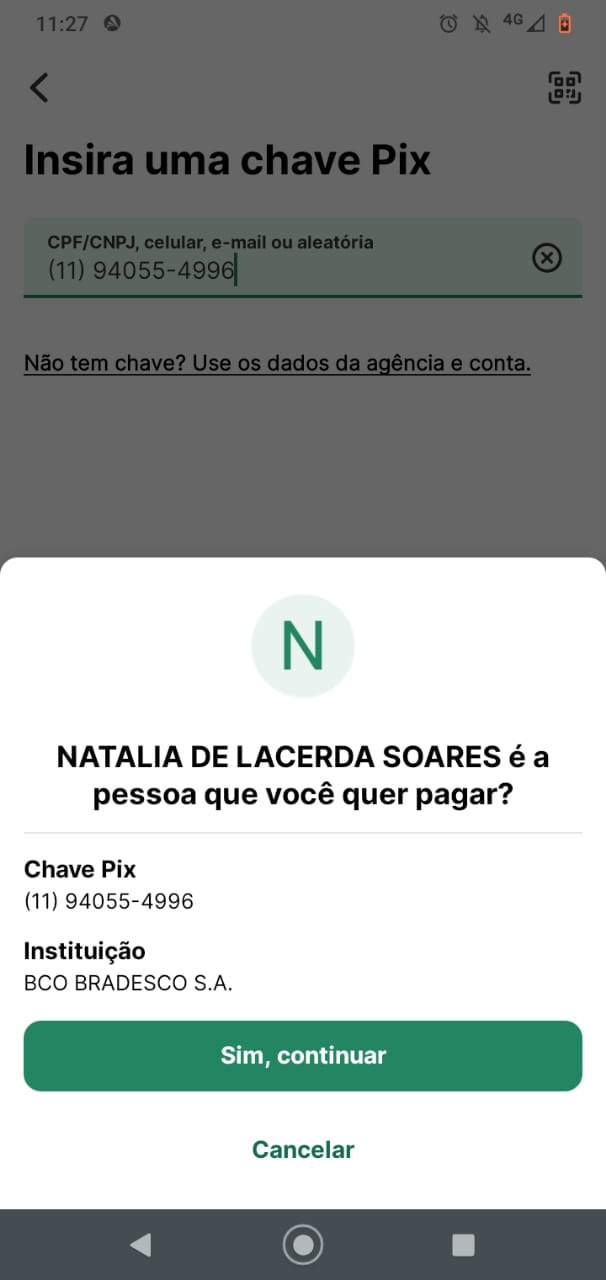 11:27
4G
Insira uma chave Pix
CPF/CNPJ, celular, e-mail ou aleatória
(11) 94055-4996
Não tem chave? Use os dados da agência e conta.
N
NATALIA DE LACERDA SOARES é a
pessoa que você quer pagar?
Chave Pix
(11) 94055-4996
Instituição
BCO BRADESCO S.A.
Sim, continuar
Cancelar